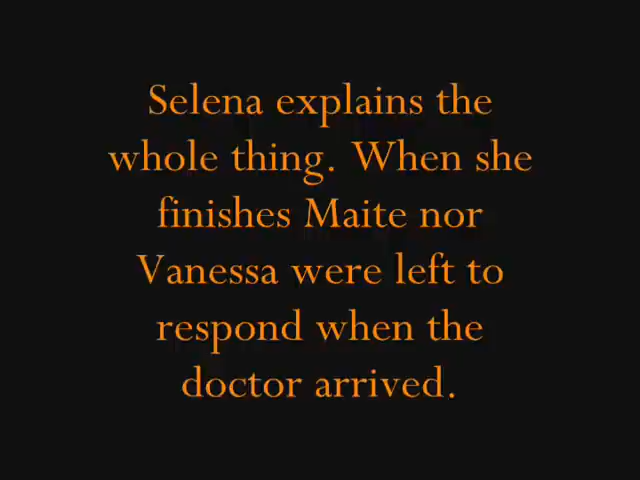 Selena explains the
whole thing. When she
finishes Maite nor
Vanessa were left to
respond when the
doctor arrived.